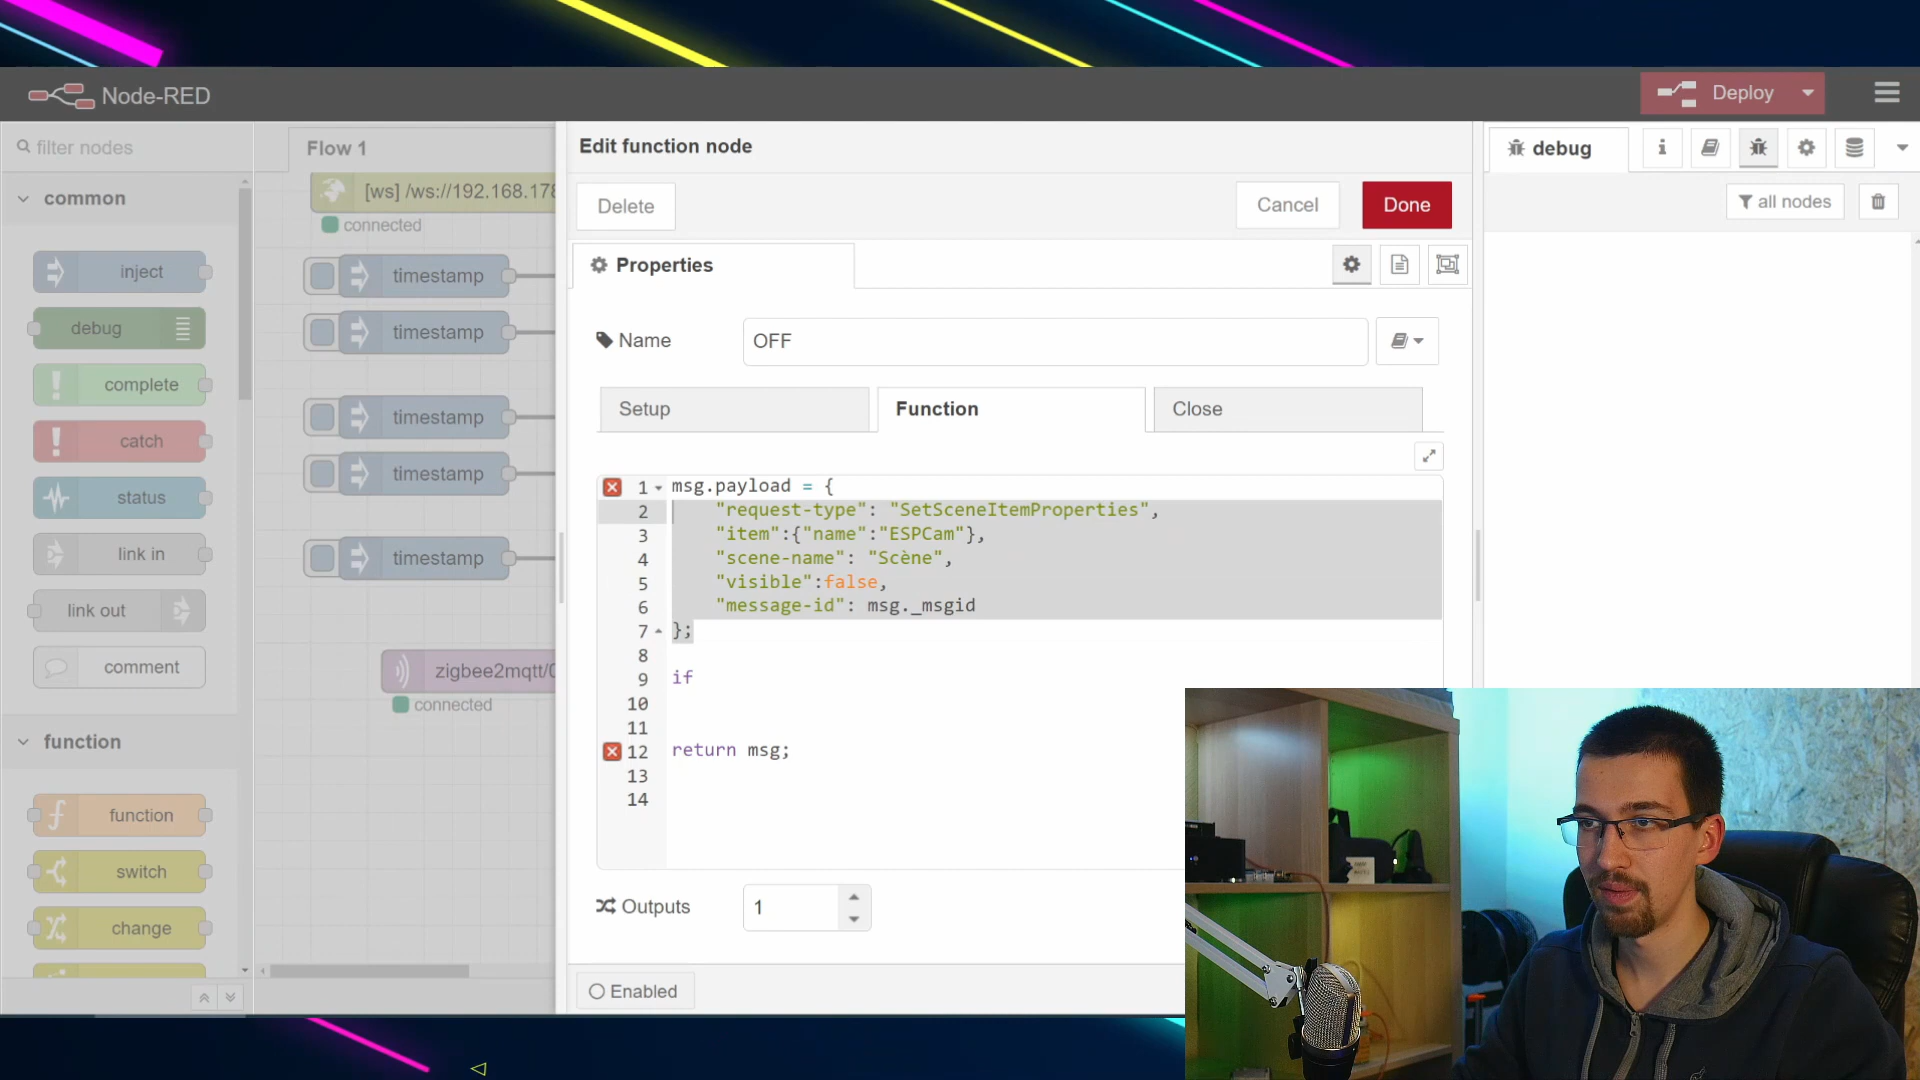 Node-RED
Deploy
filter nodes
Flow 1
Edit function node
debug
common
[ws] /ws://192.168.178
Delete
Cancel
Done
all nodes
connected
inject
timestamp
Properties
debug
timestamp
Name
OFF
complete
timestamp
Setup
Function
Close
catch
timestamp
status
1 msg.payload = {
2 "request-type": "SetSceneItemProperties",
3 "item":{"name":"ESPCam"},
4 "scene-name": "Scène",
5 "visible":false,
6 "message-id": msg._msgid
7 };
8
9 if
10
11
12 return msg;
13
14
link in
timestamp
link out
comment
zigbee2mqtt/0
connected
function
function
switch
change
Outputs
1
Enabled